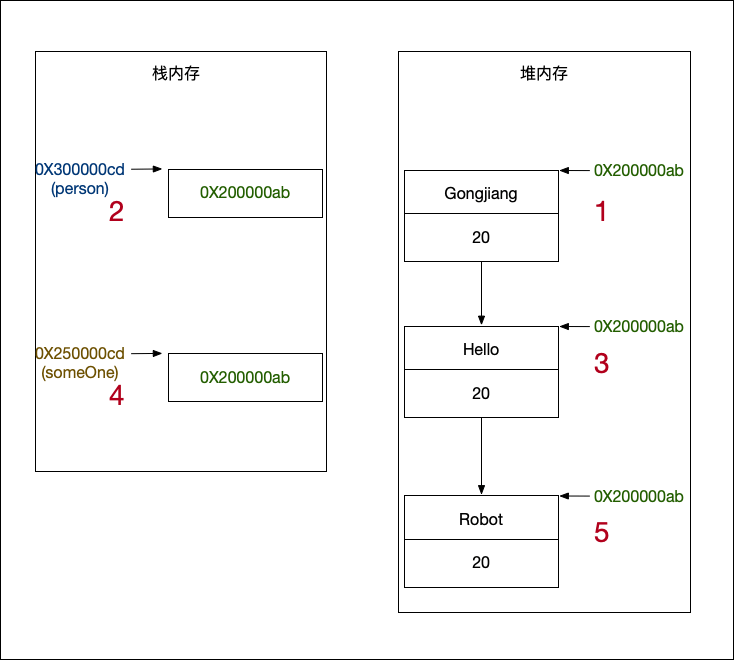 栈内存
0X300000cd
(person)
2
0X200000ab
0X250000cd
(someOne)
4
0X200000ab
堆内存
0X200000ab
Gongjiang
1
20
0X200000ab
Hello
3
20
0X200000ab
Robot
5
20